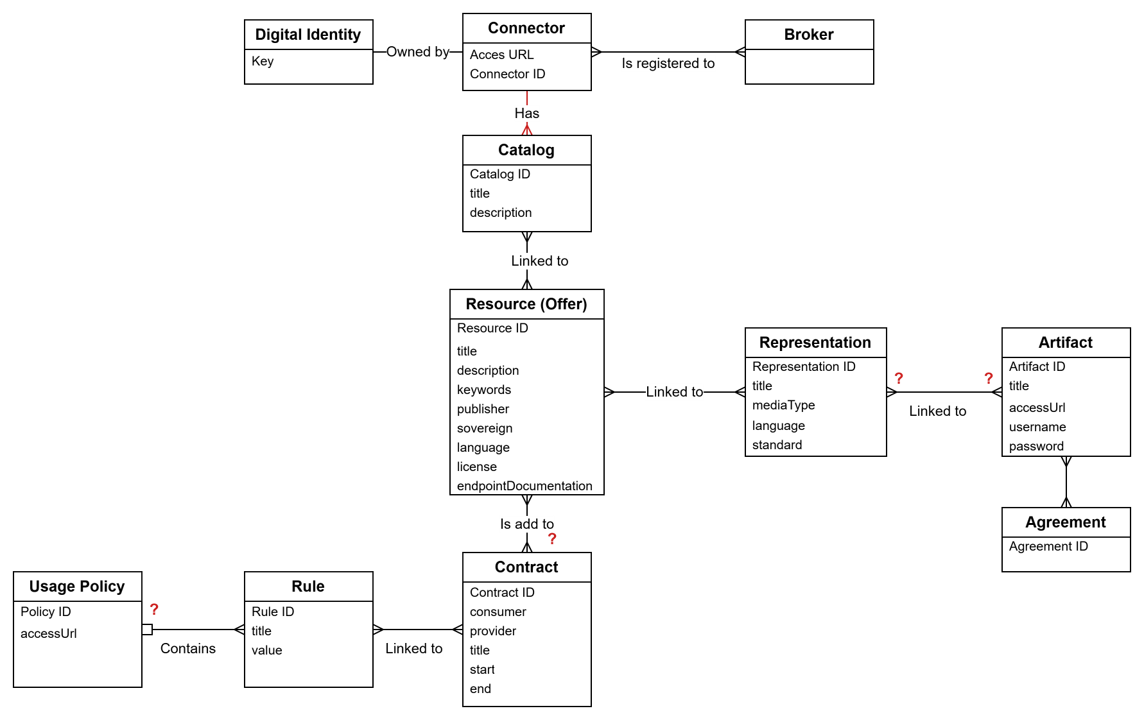 Digital Identity
Key
Owned by
Connector
Acces URL
Connector ID
Is registered to
Broker
Has
Catalog
Catalog ID
title
description
Linked to
Resource (Offer)
Resource ID
title
description
keywords
publisher
sovereign
language
license
endpointDocumentation
Linked to
Representation
Representation ID
title
mediaType
language
standard
?
?
Linked to
Artifact
Artifact ID
title
accessUrl
username
password
Agreement
Agreement ID
Is add to
?
Usage Policy
Policy ID
accessUrl
?
Contains
Rule
Rule ID
title
value
Linked to
Contract
Contract ID
consumer
provider
title
start
end